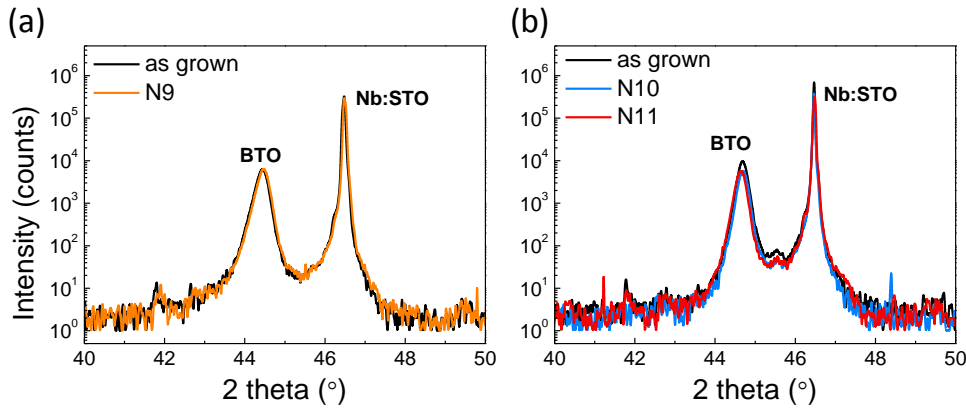 (a)
as grown
N9
Nb:STO
BTO
10^6
10^5
10^4
10^3
10^2
10^1
10^0
Intensity (counts)
40 42 44 46 48 50
2 theta (°)
(b)
as grown
N10
N11
Nb:STO
BTO
10^6
10^5
10^4
10^3
10^2
10^1
10^0
40 42 44 46 48 50
2 theta (°)